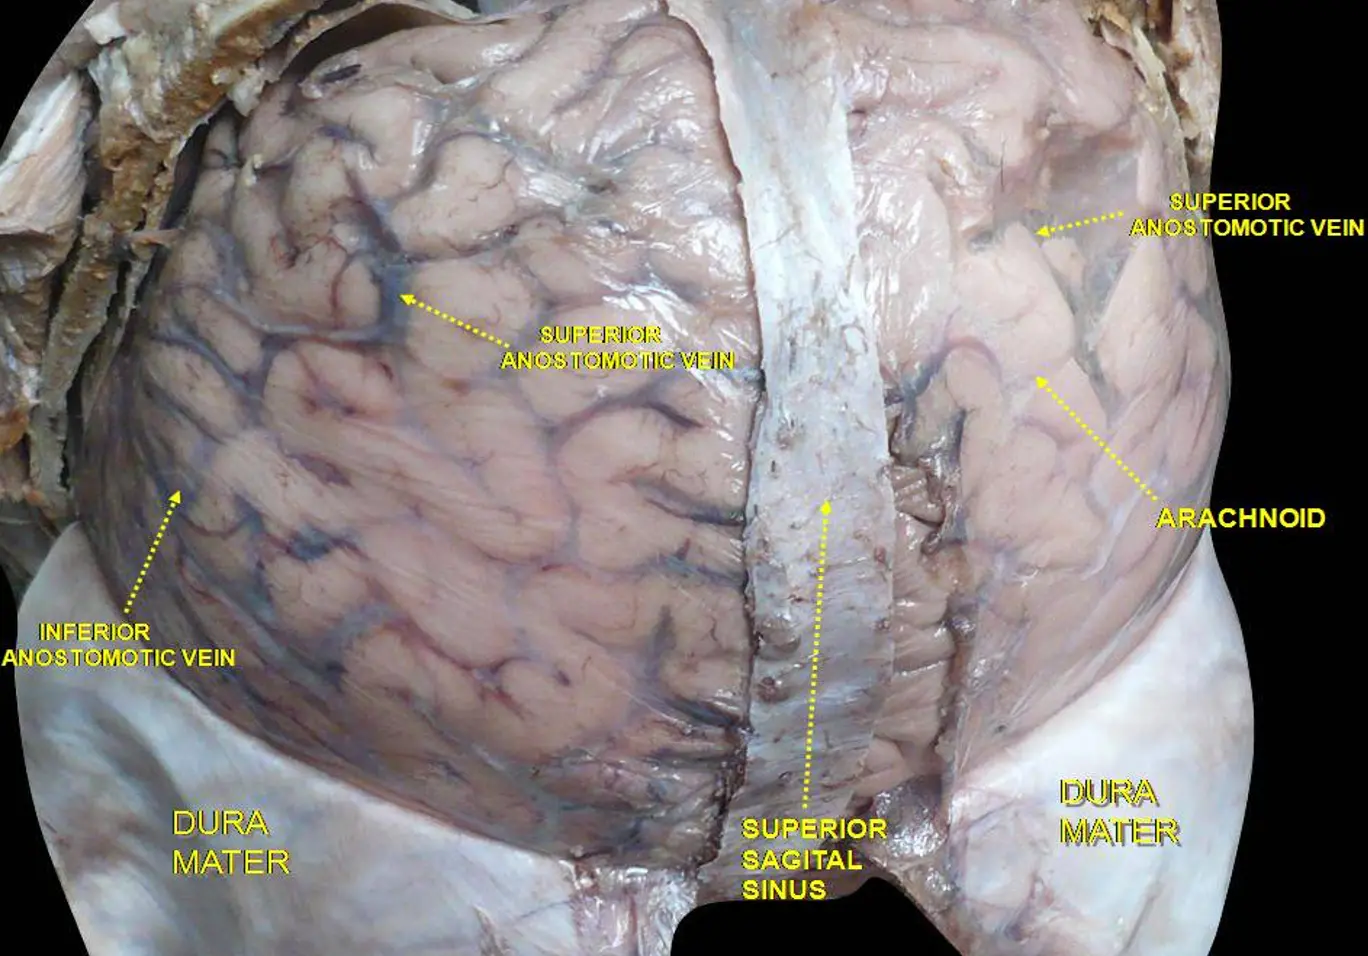 SUPERIOR
ANOSTOMOTIC VEIN
SUPERIOR
ANOSTOMOTIC VEIN
ARACHNOID
INFERIOR
ANOSTOMOTIC VEIN
DURA
MATER
SUPERIOR
SAGITAL
SINUS
DURA
MATER